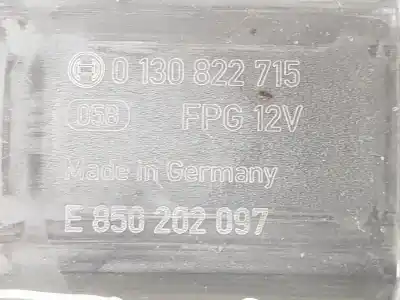 0 130 822 715
058 FPG 12V
Made in Germany
E 850 202 097